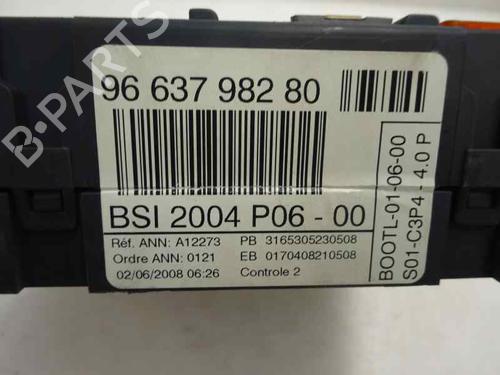 96 637 982 80
BSI 2004 P06 - 00
Réf. ANN: A12273 PB 3165305230508
Ordre ANN: 0121 EB 0170408210508
02/06/2008 06:26 Controle 2
BOOTL-01-06-00
S01-C3P4 - 4.0 P
B-Parts